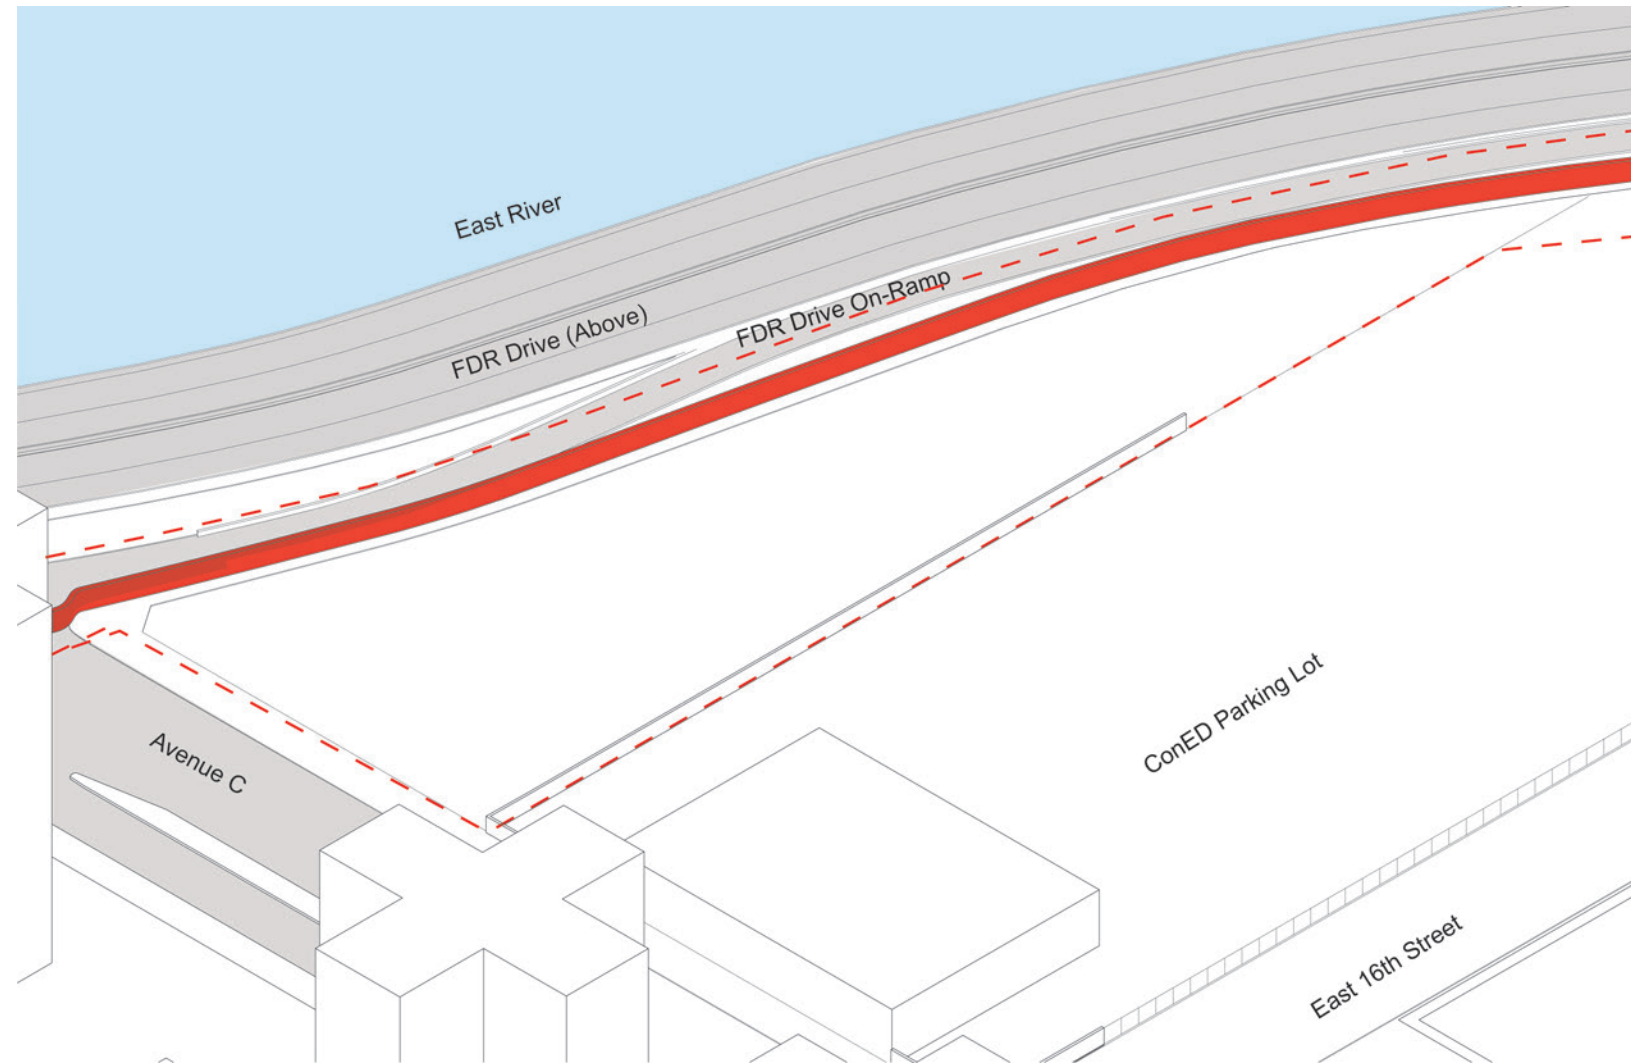 East River
FDR Drive (Above)
FDR Drive On-Ramp
Avenue C
ConED Parking Lot
East 16th Street